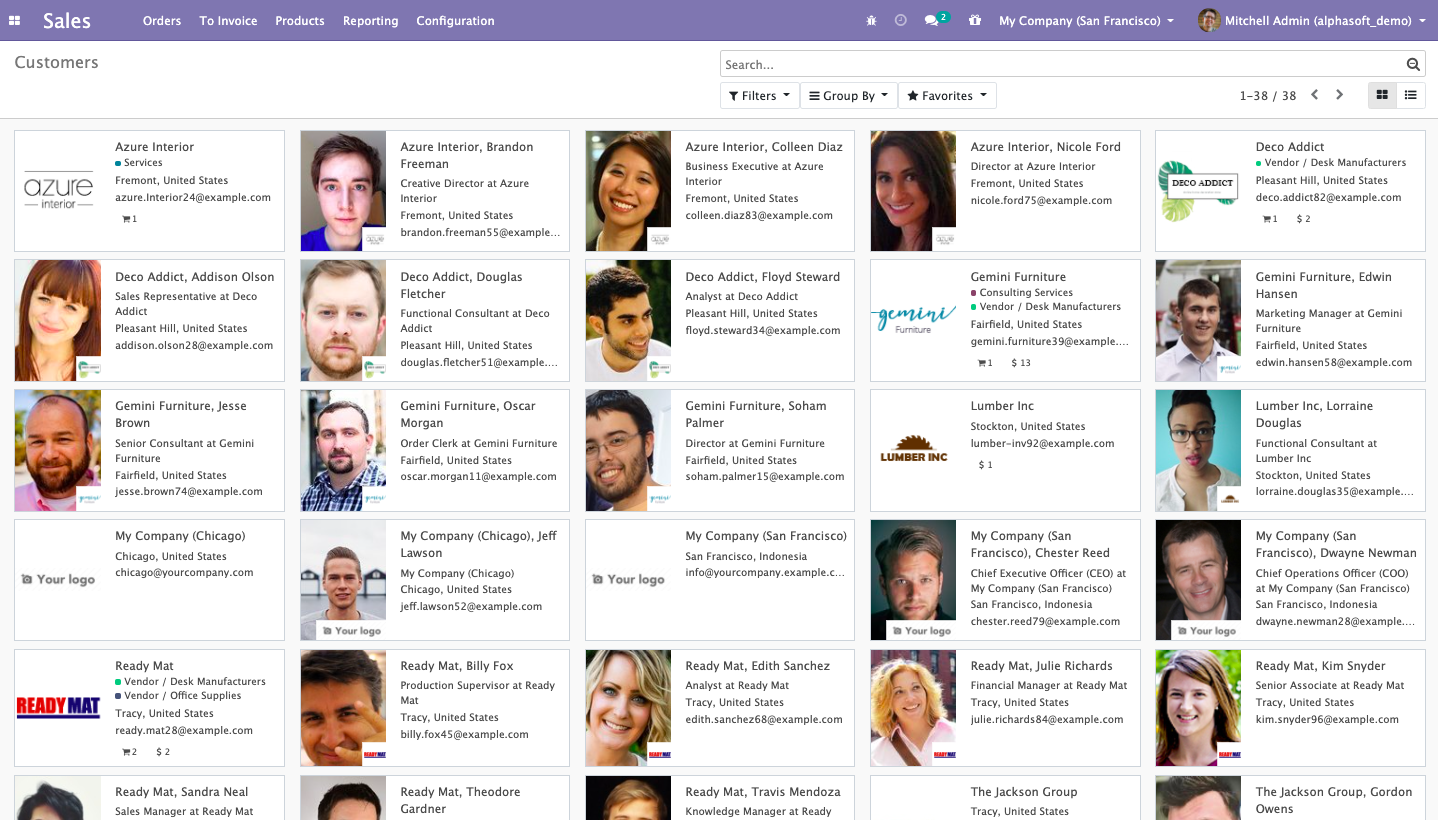 Sales
Orders
To Invoice
Products
Reporting
Configuration
2
My Company (San Francisco)
Mitchell Admin (alphasoft_demo)
Customers
Search...
Filters
Group By
Favorites
1-38 / 38
azure
interior
Azure Interior
Services
Fremont, United States
azure.Interior24@example.com
1
Azure Interior, Brandon
Freeman
Creative Director at Azure
Interior
Fremont, United States
brandon.freeman55@example...
Azure Interior, Colleen Diaz
Business Executive at Azure
Interior
Fremont, United States
colleen.diaz83@example.com
Azure Interior, Nicole Ford
Director at Azure Interior
Fremont, United States
nicole.ford75@example.com
DECO ADDICT
Deco Addict
Vendor / Desk Manufacturers
Pleasant Hill, United States
deco.addict82@example.com
1 $ 2
Deco Addict, Addison Olson
Sales Representative at Deco
Addict
Pleasant Hill, United States
addison.olson28@example.com
Deco Addict, Douglas
Fletcher
Functional Consultant at Deco
Addict
Pleasant Hill, United States
douglas.fletcher51@example....
Deco Addict, Floyd Steward
Analyst at Deco Addict
Pleasant Hill, United States
floyd.steward34@example.com
gemini
Furniture
Gemini Furniture
Consulting Services
Vendor / Desk Manufacturers
Fairfield, United States
gemini.furniture39@example....
1 $ 13
Gemini Furniture, Edwin
Hansen
Marketing Manager at Gemini
Furniture
Fairfield, United States
edwin.hansen58@example.com
Gemini Furniture, Jesse
Brown
Senior Consultant at Gemini
Furniture
Fairfield, United States
jesse.brown74@example.com
Gemini Furniture, Oscar
Morgan
Order Clerk at Gemini Furniture
Fairfield, United States
oscar.morgan11@example.com
Gemini Furniture, Soham
Palmer
Director at Gemini Furniture
Fairfield, United States
soham.palmer15@example.com
LUMBER INC
Lumber Inc
Stockton, United States
lumber-inv92@example.com
$ 1
Lumber Inc, Lorraine
Douglas
Functional Consultant at
Lumber Inc
Stockton, United States
lorraine.douglas35@example....
Your logo
My Company (Chicago)
Chicago, United States
chicago@yourcompany.com
Your logo
My Company (Chicago), Jeff
Lawson
My Company (Chicago)
Chicago, United States
jeff.lawson52@example.com
Your logo
My Company (San Francisco)
San Francisco, Indonesia
info@yourcompany.example.c...
Your logo
My Company (San
Francisco), Chester Reed
Chief Executive Officer (CEO) at
My Company (San Francisco)
San Francisco, Indonesia
chester.reed79@example.com
Your logo
My Company (San
Francisco), Dwayne Newman
Chief Operations Officer (COO)
at My Company (San Francisco)
San Francisco, Indonesia
dwayne.newman28@example....
READY MAT
Ready Mat
Vendor / Desk Manufacturers
Vendor / Office Supplies
Tracy, United States
ready.mat28@example.com
2 $ 2
READY MAT
Ready Mat, Billy Fox
Production Supervisor at Ready
Mat
Tracy, United States
billy.fox45@example.com
READY MAT
Ready Mat, Edith Sanchez
Analyst at Ready Mat
Tracy, United States
edith.sanchez68@example.com
READY MAT
Ready Mat, Julie Richards
Financial Manager at Ready Mat
Tracy, United States
julie.richards84@example.com
READY MAT
Ready Mat, Kim Snyder
Senior Associate at Ready Mat
Tracy, United States
kim.snyder96@example.com
Ready Mat, Sandra Neal
Sales Manager at Ready Mat
Ready Mat, Theodore
Gardner
Ready Mat, Travis Mendoza
Knowledge Manager at Ready
The Jackson Group
Tracy, United States
The Jackson Group, Gordon
Owens